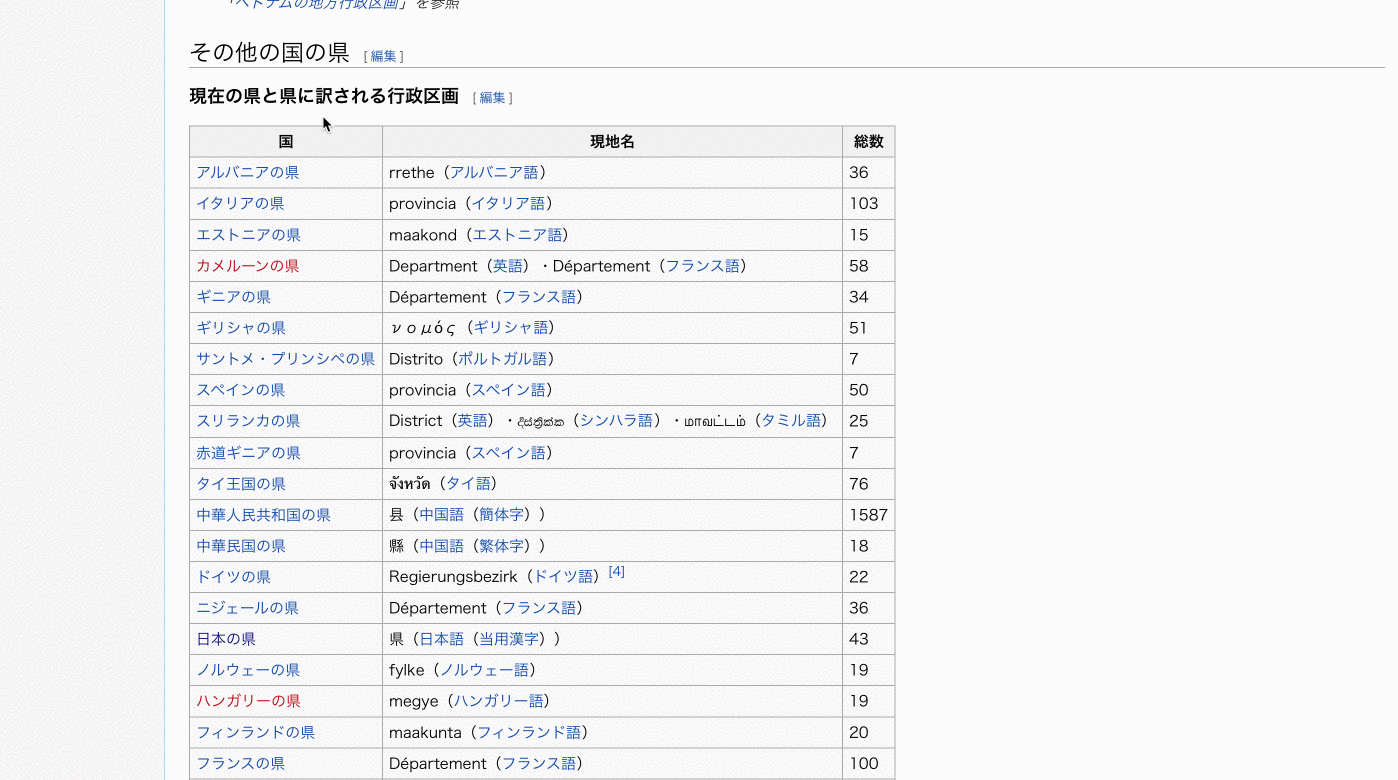 「ベトナムの地方行政区画」を参照
その他の国の県 [ 編集 ]
現在の県と県に訳される行政区画 [ 編集 ]
国 現地名 総数
アルバニアの県 rrethe（アルバニア語） 36
イタリアの県 provincia（イタリア語） 103
エストニアの県 maakond（エストニア語） 15
カメルーンの県 Department（英語）・Département（フランス語） 58
ギニアの県 Département（フランス語） 34
ギリシャの県 νομός（ギリシャ語） 51
サントメ・プリンシペの県 Distrito（ポルトガル語） 7
スペインの県 provincia（スペイン語） 50
スリランカの県 District（英語）・දිස්ත්‍රික්ක（シンハラ語）・மாவட்டம்（タミル語） 25
赤道ギニアの県 provincia（スペイン語） 7
タイ王国の県 จังหวัด（タイ語） 76
中華人民共和国の県 县（中国語（簡体字）） 1587
中華民国の県 縣（中国語（繁体字）） 18
ドイツの県 Regierungsbezirk（ドイツ語）[4] 22
ニジェールの県 Département（フランス語） 36
日本の県 県（日本語（当用漢字）） 43
ノルウェーの県 fylke（ノルウェー語） 19
ハンガリーの県 megye（ハンガリー語） 19
フィンランドの県 maakunta（フィンランド語） 20
フランスの県 Département（フランス語） 100